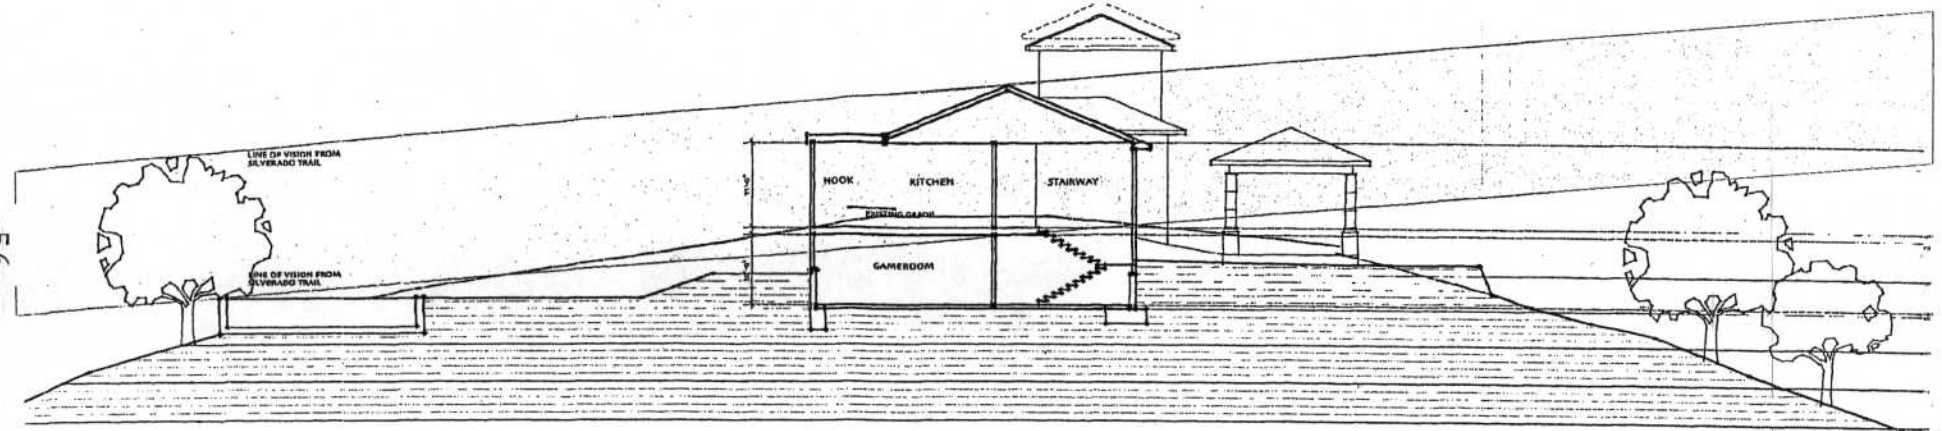 LINE OF VISION FROM
SILVERADO TRAIL
NOOK
KITCHEN
STAIRWAY
EXISTING GRADE
GAMEROOM
LINE OF VISION FROM
SILVERADO TRAIL